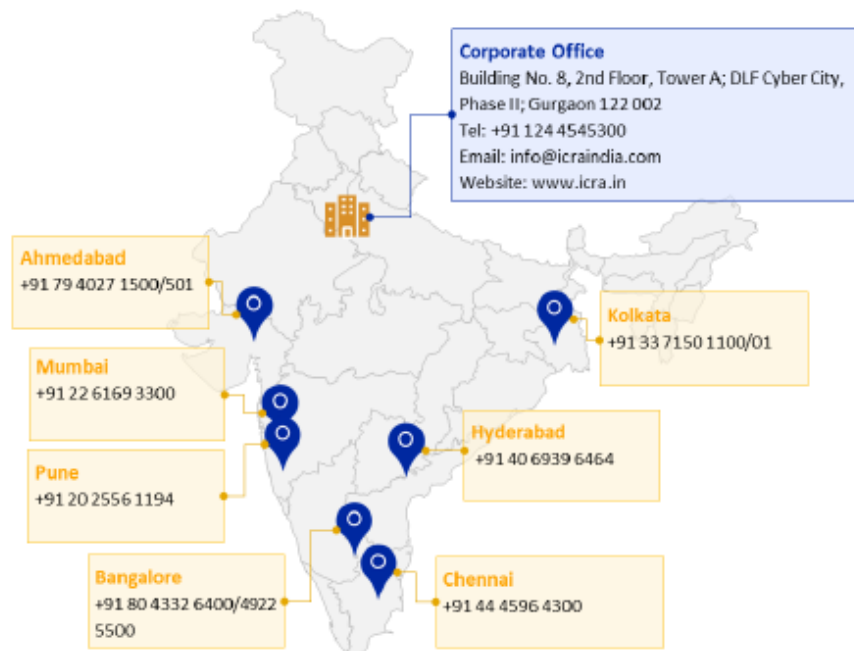 Corporate Office
Building No. 8, 2nd Floor, Tower A; DLF Cyber City,
Phase II; Gurgaon 122 002
Tel: +91 124 4545300
Email: info@icraindia.com
Website: www.icra.in
Ahmedabad
+91 79 4027 1500/501
Kolkata
+91 33 7150 1100/01
Mumbai
+91 22 6169 3300
Hyderabad
+91 40 6939 6464
Pune
+91 20 2556 1194
Bangalore
+91 80 4332 6400/4922
5500
Chennai
+91 44 4596 4300